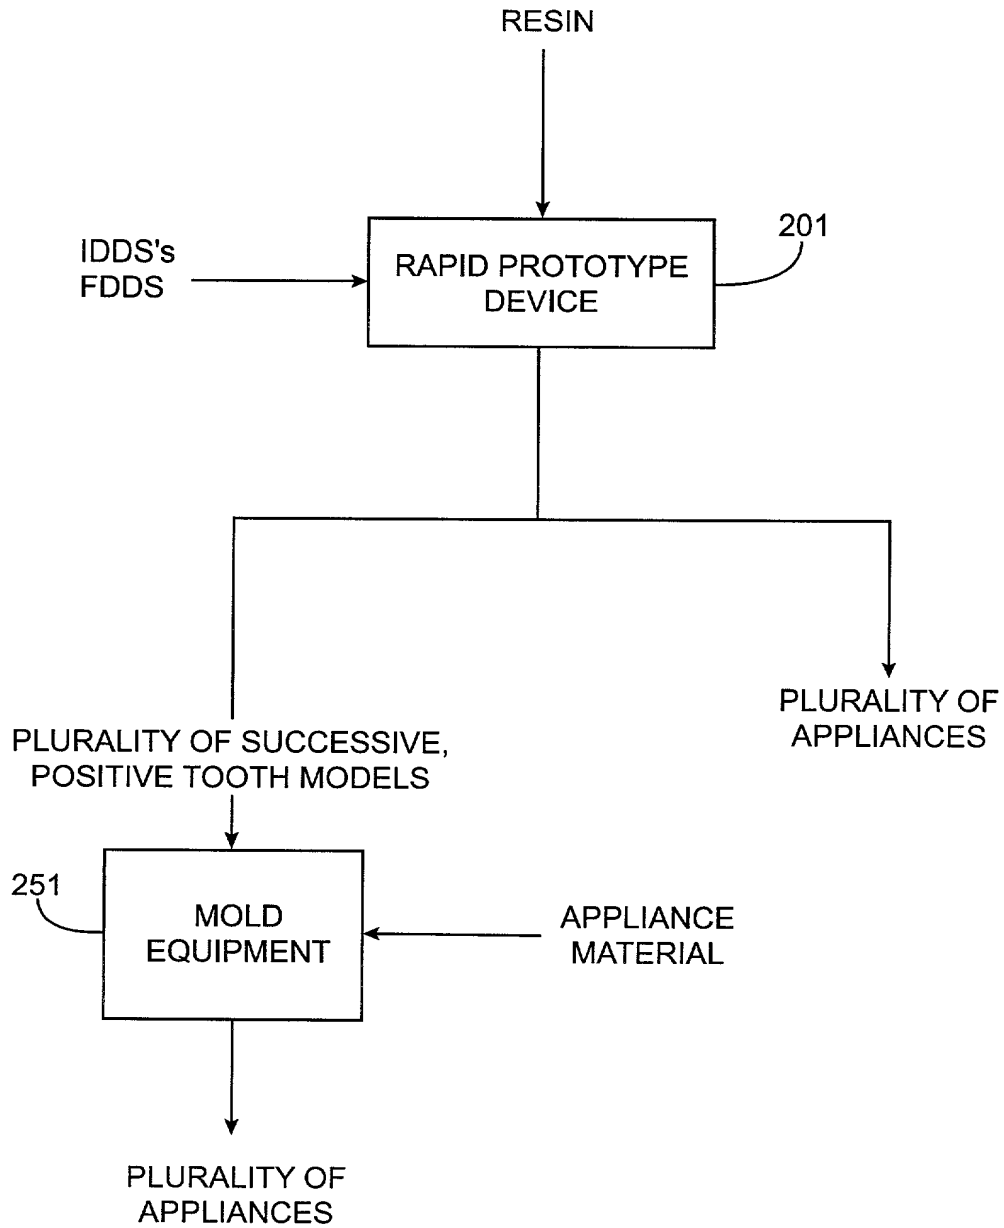 RESIN
201
IDDS's
FDDS
RAPID PROTOTYPE
DEVICE
PLURALITY OF
APPLIANCES
PLURALITY OF SUCCESSIVE,
POSITIVE TOOTH MODELS
251
MOLD
EQUIPMENT
APPLIANCE
MATERIAL
PLURALITY OF
APPLIANCES